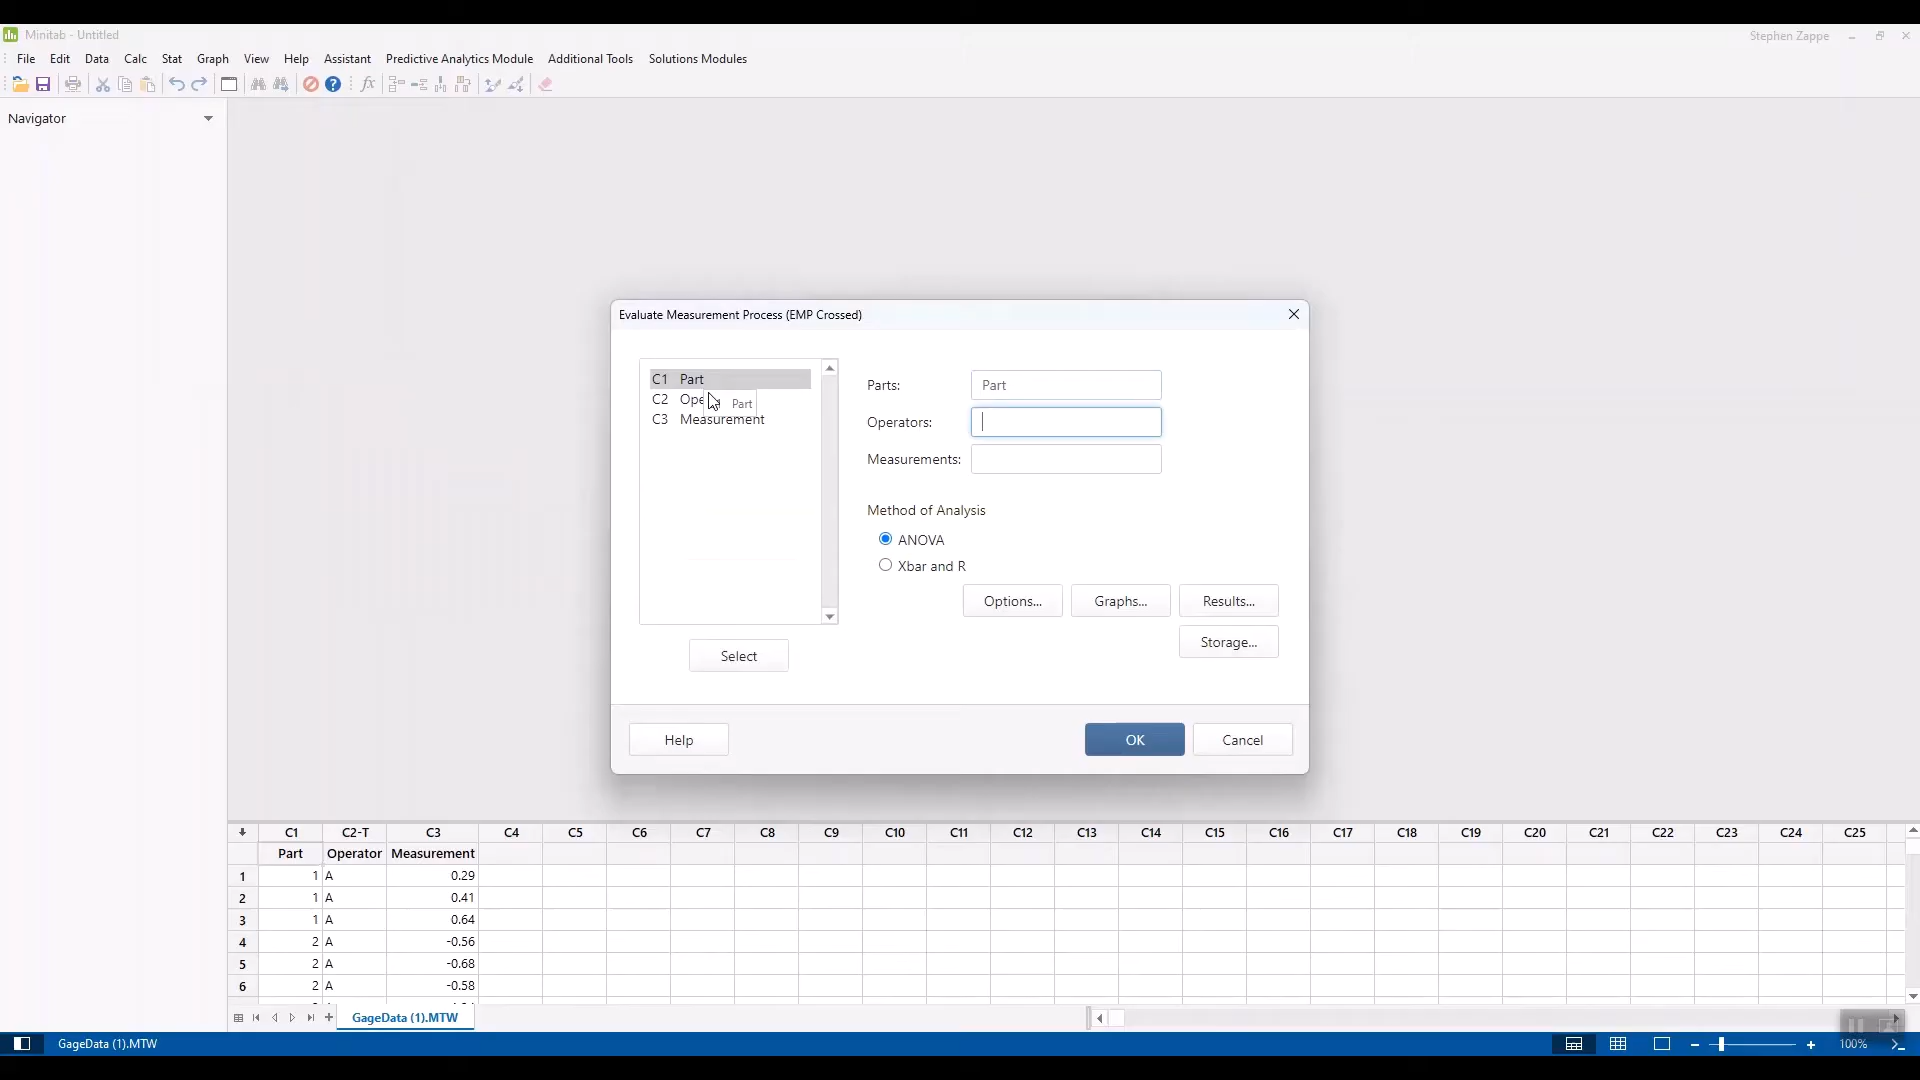 Minitab - Untitled
Stephen Zappe
File Edit Data Calc Stat Graph View Help Assistant Predictive Analytics Module Additional Tools Solutions Modules
Navigator
Evaluate Measurement Process (EMP Crossed)
C1 Part
C2 Ope
Part
C3 Measurement
Parts: Part
Operators:
Measurements:
Method of Analysis
ANOVA
Xbar and R
Options... Graphs... Results...
Storage...
Select
Help OK Cancel
C1 C2-T C3 C4 C5 C6 C7 C8 C9 C10 C11 C12 C13 C14 C15 C16 C17 C18 C19 C20 C21 C22 C23 C24 C25
Part Operator Measurement
1 1 A 0.29
2 1 A 0.41
3 1 A 0.64
4 2 A -0.56
5 2 A -0.68
6 2 A -0.58
GageData (1).MTW
GageData (1).MTW
100%